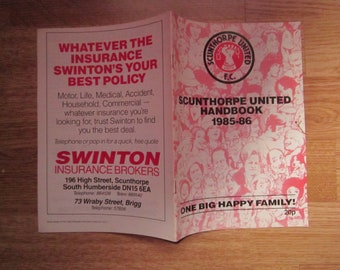 WHATEVER THE
INSURANCE
SWINTON'S YOUR
BEST POLICY
Motor, Life, Medical, Accident,
Household, Commercial —
whatever insurance you're
looking for, trust Swinton to find
you the best deal.
Telephone or pop in for a quick, free quote
SWINTON
INSURANCE BROKERS
196 High Street, Scunthorpe
South Humberside DN15 6EA
73 Wraby Street, Brigg
SCUNTHORPE UNITED
F.C.
SCUNTHORPE UNITED
HANDBOOK
1985-86
ONE BIG HAPPY FAMILY!
20p